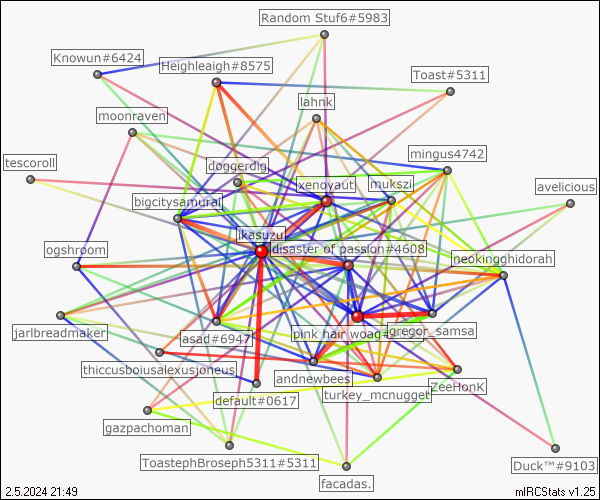 Random Stuf6#5983
Knowun#6424
Heighleaigh#8575
Toast#5311
lahnk
moonraven
mingus4742
tescoroll
doggerdig
xenoyaut
mukszi
avelicious
bigcitysamurai
ikasuzu
disaster of passion#4608
ogshroom
neokingghidorah
jarlbreadmaker
asad#6947
pink hair woag#
gregor_samsa
thiccusboiusalexusjoneus
andnewbees
ZeeHonK
default#0617
turkey_mcnugget
gazpachoman
ToastephBroseph5311#5311
Duck™#9103
facadas.
2.5.2024 21:49
mIRCStats v1.25